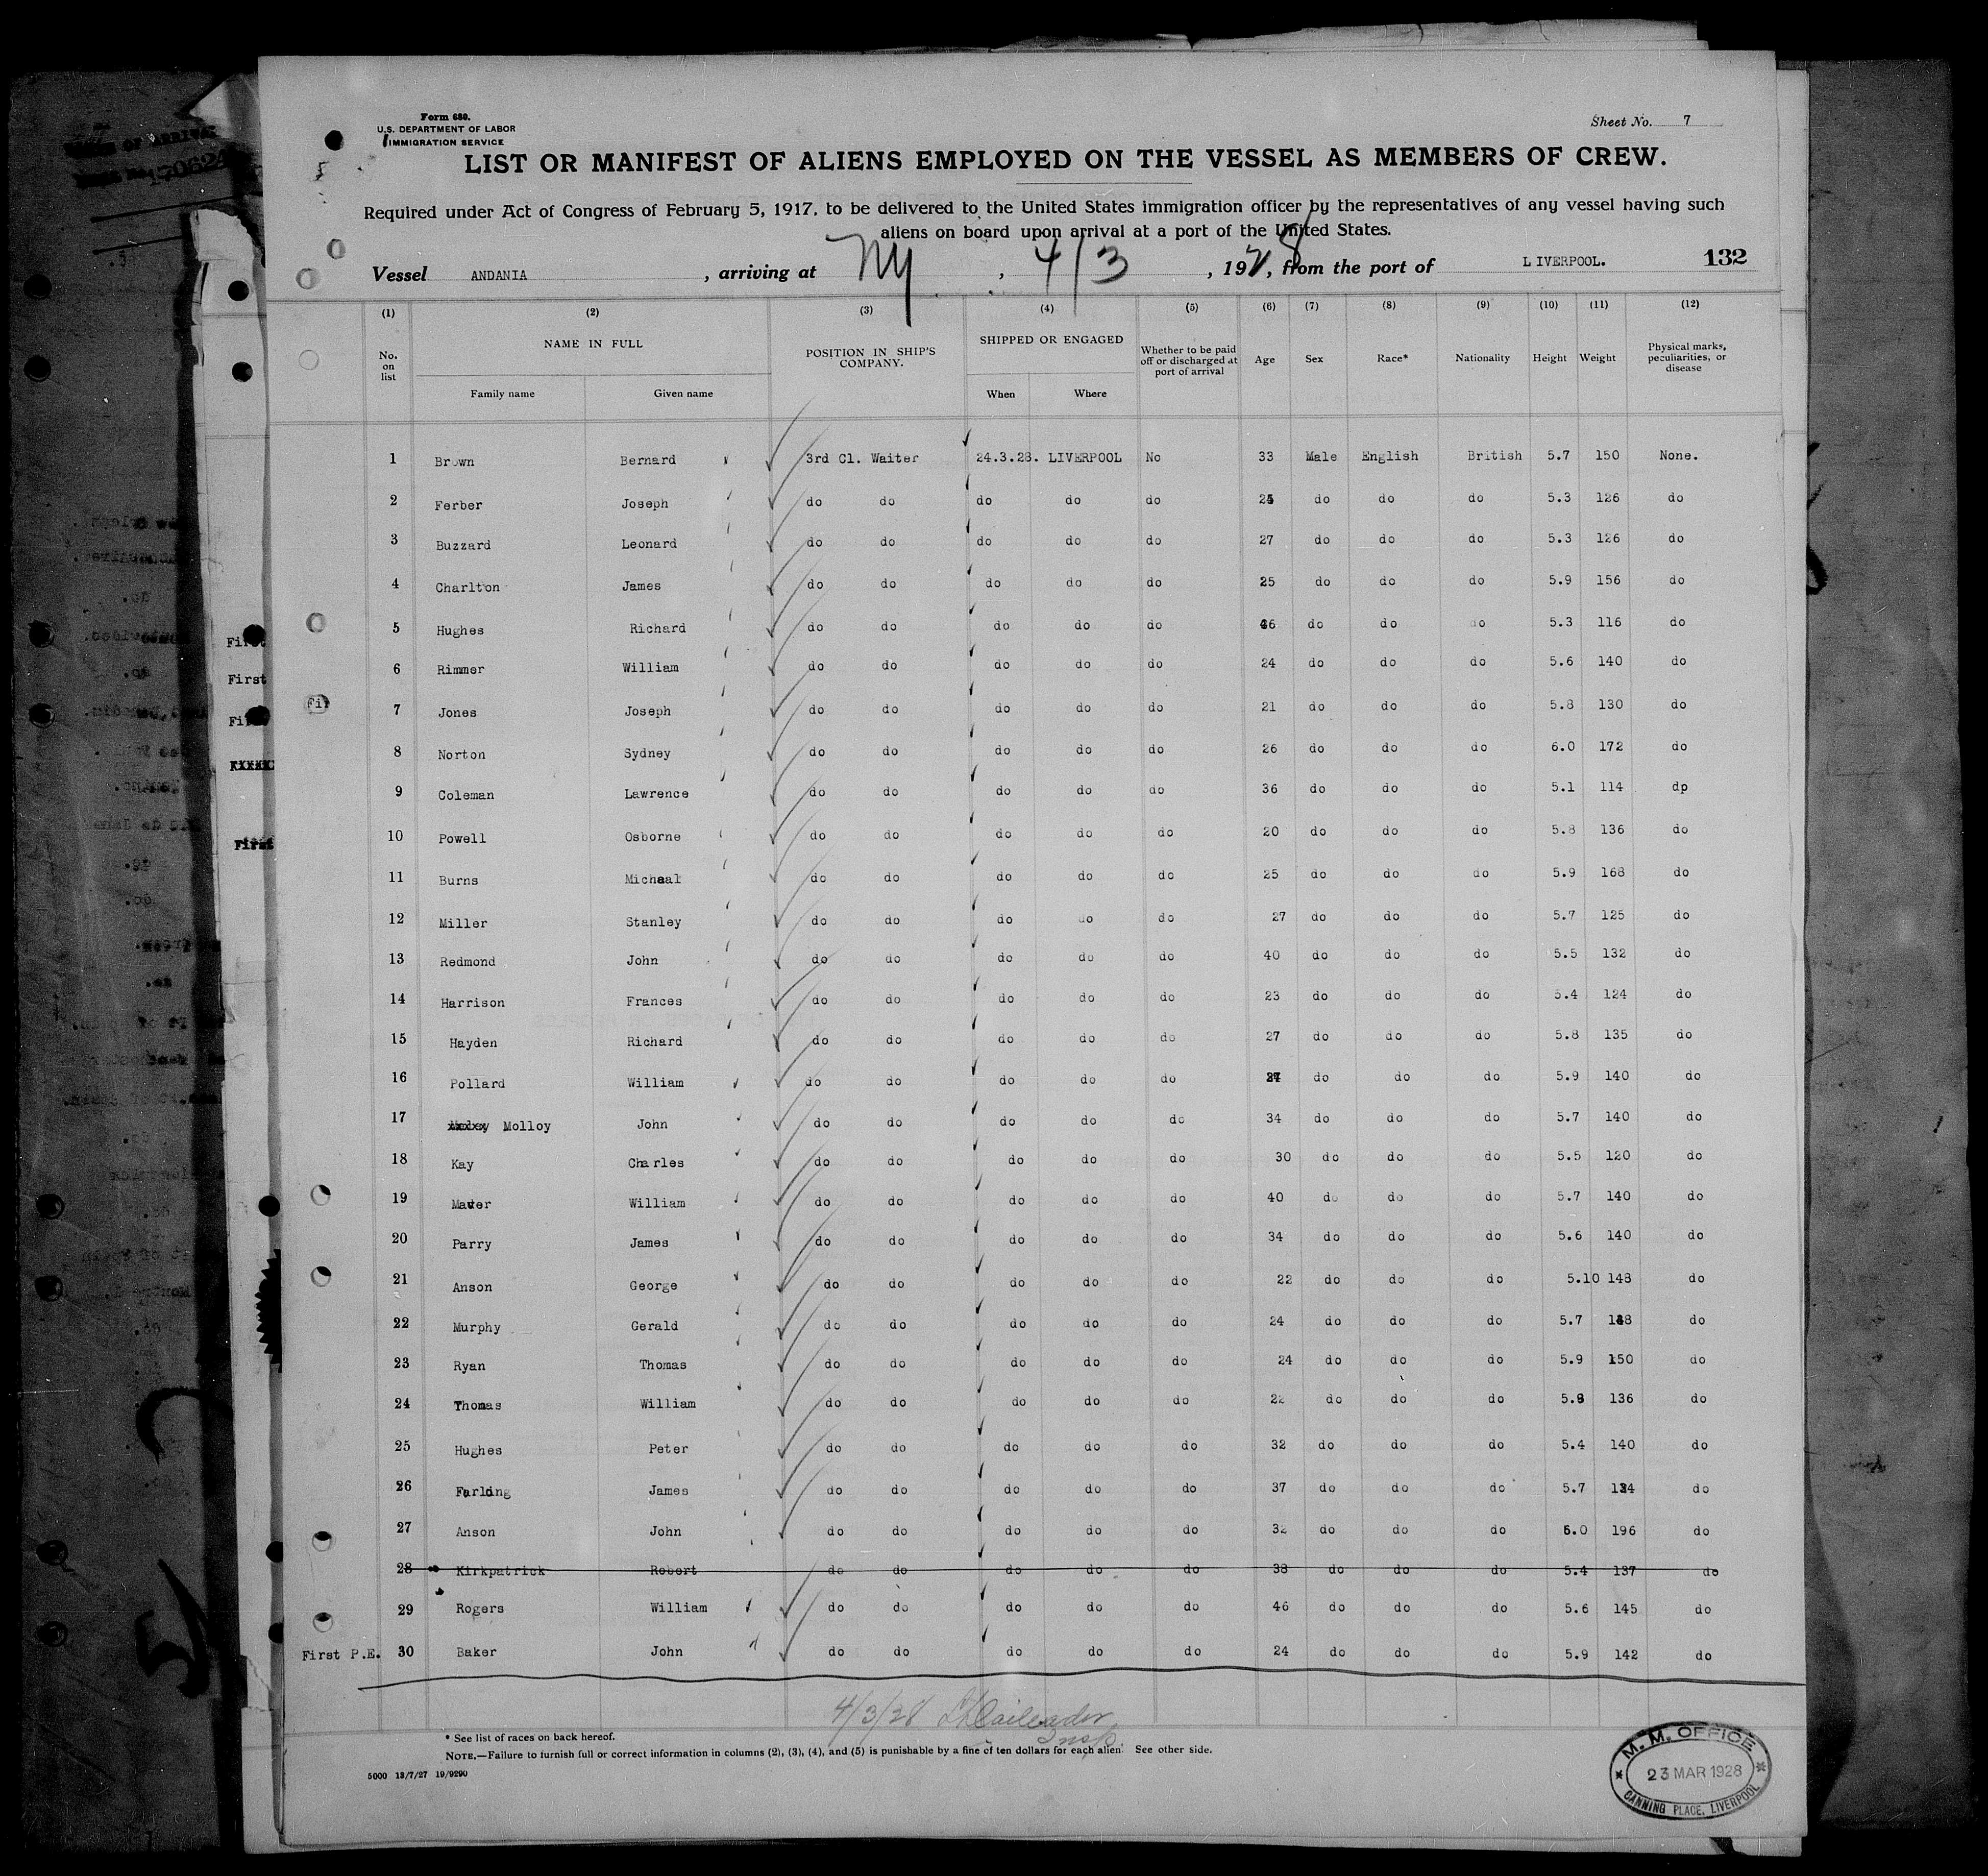 Form 680.
U.S. DEPARTMENT OF LABOR
IMMIGRATION SERVICE
Sheet No. 7
LIST OR MANIFEST OF ALIENS EMPLOYED ON THE VESSEL AS MEMBERS OF CREW.
Required under Act of Congress of February 5, 1917, to be delivered to the United States immigration officer by the representatives of any vessel having such
aliens on board upon arrival at a port of the United States.
Vessel ANDANIA, arriving at NY, 4/3, 1928, from the port of LIVERPOOL. 132
(1) (2) (3) (4) (5) (6) (7) (8) (9) (10) (11) (12)
No. on list NAME IN FULL POSITION IN SHIP'S COMPANY. SHIPPED OR ENGAGED Whether to be paid off or discharged at port of arrival Age Sex Race* Nationality Height Weight Physical marks, peculiarities, or disease
Family name Given name When Where
1 Brown Bernard 3rd Cl. Waiter 24.3.28. LIVERPOOL No 33 Male English British 5.7 150 None.
2 Ferber Joseph do do do do do 25 do do do 5.3 126 do
3 Buzzard Leonard do do do do do 27 do do do 5.3 126 do
4 Charlton James do do do do do 25 do do do 5.9 156 do
5 Hughes Richard do do do do do 46 do do do 5.3 116 do
6 Rimmer William do do do do do 24 do do do 5.6 140 do
7 Jones Joseph do do do do do 21 do do do 5.8 130 do
8 Norton Sydney do do do do do 26 do do do 6.0 172 do
9 Coleman Lawrence do do do do do 36 do do do 5.1 114 dp
10 Powell Osborne do do do do do 20 do do do 5.8 136 do
11 Burns Michael do do do do do 25 do do do 5.9 168 do
12 Miller Stanley do do do do do 27 do do do 5.7 125 do
13 Redmond John do do do do do 40 do do do 5.5 132 do
14 Harrison Frances do do do do do 23 do do do 5.4 124 do
15 Hayden Richard do do do do do 27 do do do 5.8 135 do
16 Pollard William do do do do do do do do 5.9 140 do
17 Molloy John do do do do do 34 do do do 5.7 140 do
18 Kay Charles do do do do do 30 do do do 5.5 120 do
19 Maver William do do do do do 40 do do do 5.7 140 do
20 Parry James do do do do do 34 do do do 5.6 140 do
21 Anson George do do do do do 22 do do do 5.10 148 do
22 Murphy Gerald do do do do do 24 do do do 5.7 do
23 Ryan Thomas do do do do do 24 do do do 5.9 150 do
24 Thomas William do do do do do 22 do do do 5.8 136 do
25 Hughes Peter do do do do do 32 do do do 5.4 140 do
26 James do do do do do 37 do do do 5.7 do
27 Anson John do do do do do 32 do do do 6.0 196 do
28 Kirkpatrick Robert do do do do do 38 do do do 5.4 137 do
29 Rogers William do do do do do 46 do do do 5.6 145 do
First P.E. 30 Baker John do do do do do 24 do do do 5.9 142 do
4/3/28
Insp.
* See list of races on back hereof.
NOTE.—Failure to furnish full or correct information in columns (2), (3), (4), and (5) is punishable by a fine of ten dollars for each alien. See other side.
5000 13/7/27 19/9290
M. M. OFFICE
23 MAR 1928
CANNING PLACE, LIVERPOOL
First
First
First